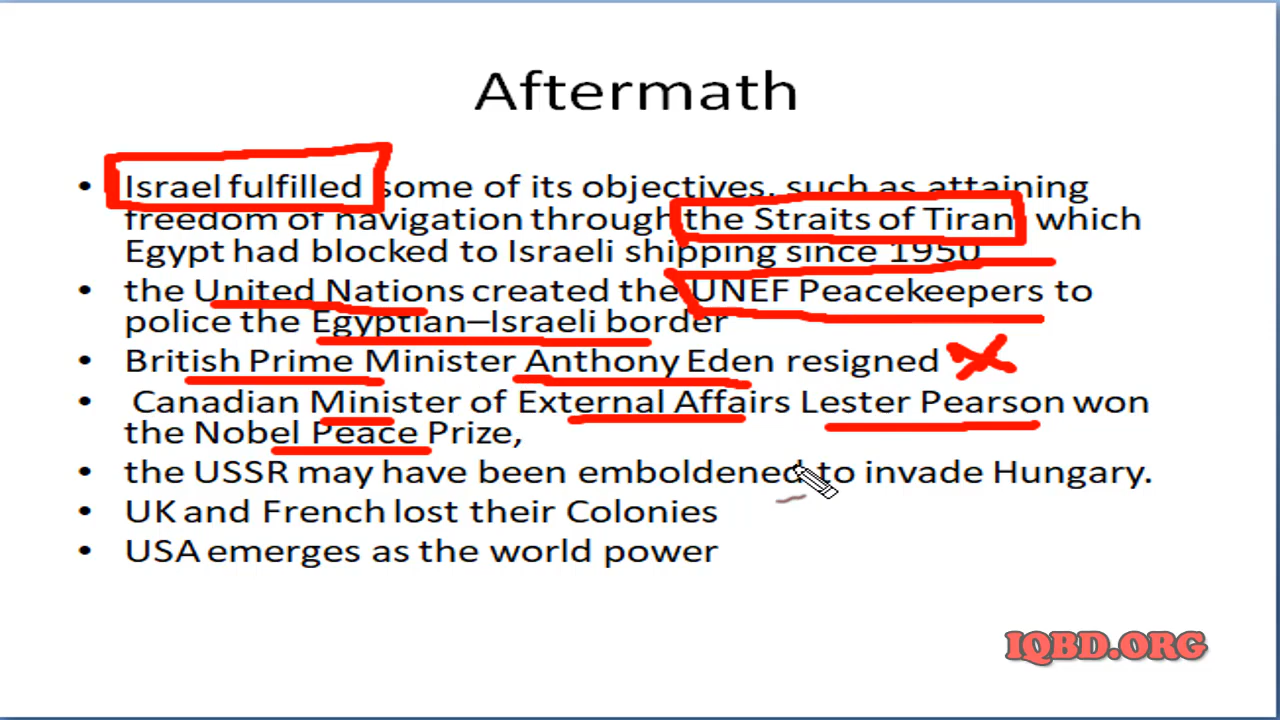 Aftermath
• Israel fulfilled some of its objectives, such as attaining
freedom of navigation through the Straits of Tiran, which
Egypt had blocked to Israeli shipping since 1950
• the United Nations created the UNEF Peacekeepers to
police the Egyptian–Israeli border
• British Prime Minister Anthony Eden resigned
• Canadian Minister of External Affairs Lester Pearson won
the Nobel Peace Prize,
• the USSR may have been emboldened to invade Hungary.
• UK and French lost their Colonies
• USA emerges as the world power
IQBD.ORG